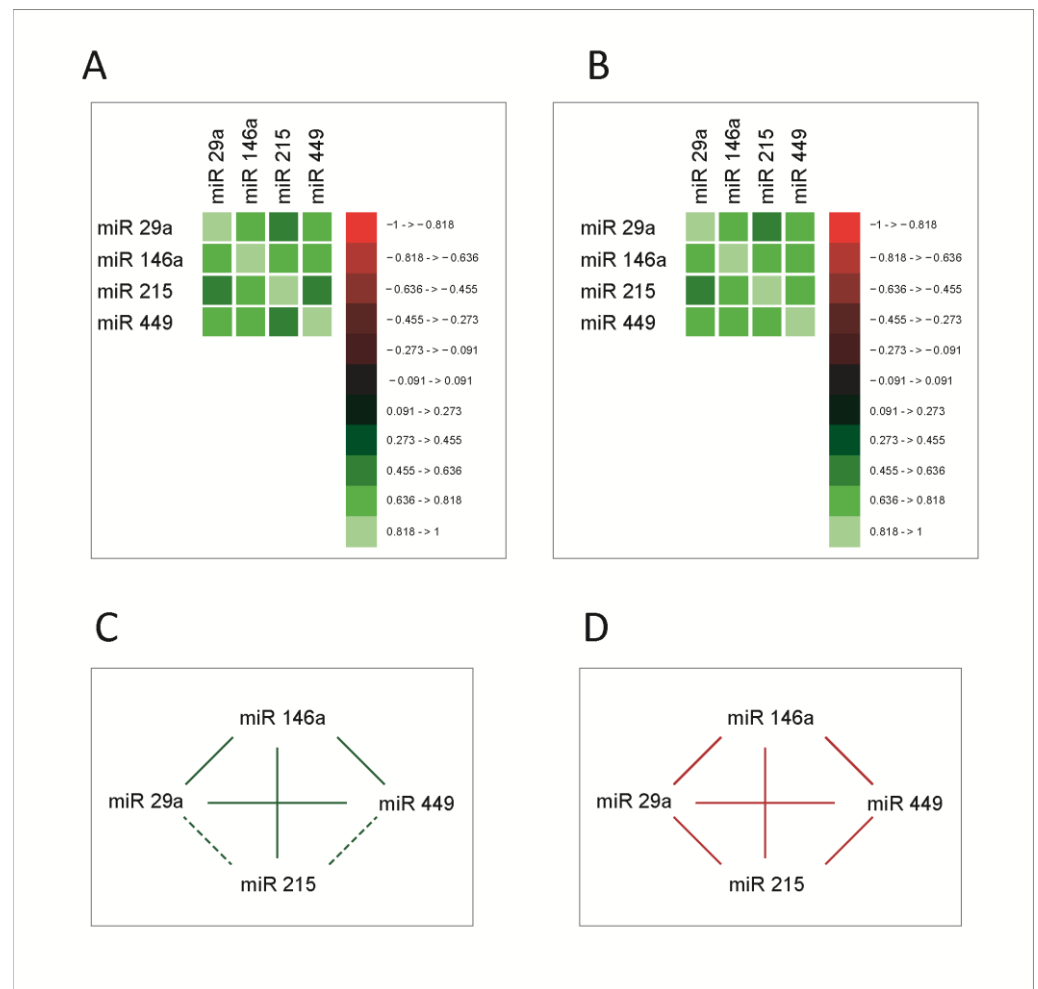 A
B
miR 29a
miR 146a
miR 215
miR 449
miR 29a
miR 146a
miR 215
miR 449
−1 -> −0.818
−0.818 -> −0.636
−0.636 -> −0.455
−0.455 -> −0.273
−0.273 -> −0.091
−0.091 -> 0.091
0.091 -> 0.273
0.273 -> 0.455
0.455 -> 0.636
0.636 -> 0.818
0.818 -> 1
miR 29a
miR 146a
miR 215
miR 449
miR 29a
miR 146a
miR 215
miR 449
−1 -> −0.818
−0.818 -> −0.636
−0.636 -> −0.455
−0.455 -> −0.273
−0.273 -> −0.091
−0.091 -> 0.091
0.091 -> 0.273
0.273 -> 0.455
0.455 -> 0.636
0.636 -> 0.818
0.818 -> 1
C
D
miR 146a
miR 29a
miR 449
miR 215
miR 146a
miR 29a
miR 449
miR 215